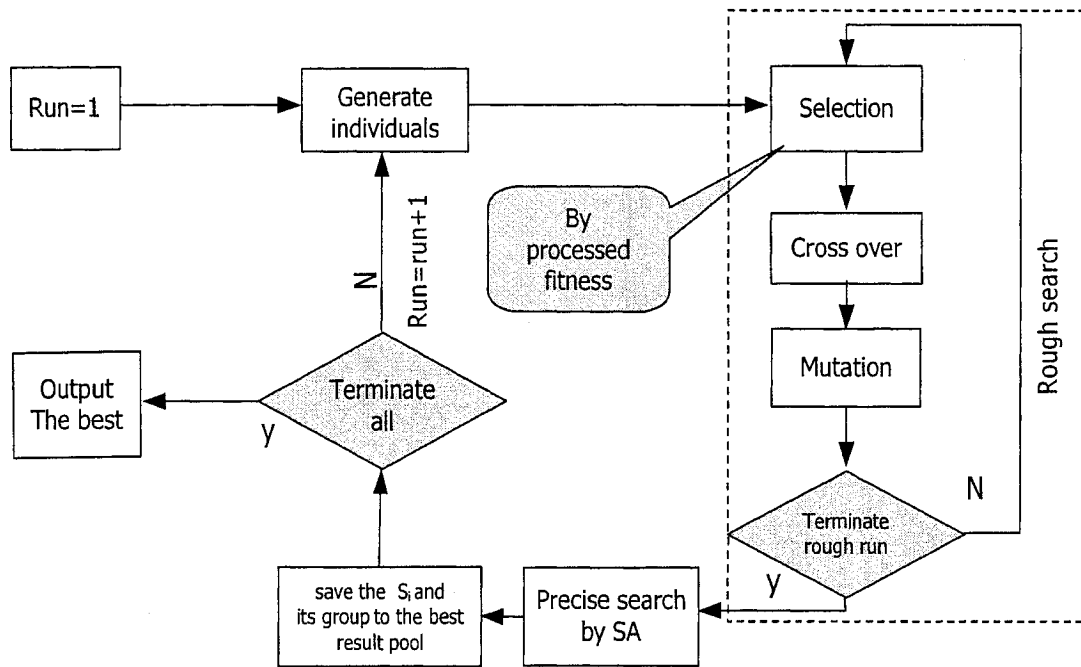 Run=1
Generate
individuals
Selection
By
processed
fitness
Cross over
Mutation
Rough search
N
Run=run+1
Output
The best
Terminate
all
y
Terminate
rough run
N
y
save the Si and
its group to the best
result pool
Precise search
by SA